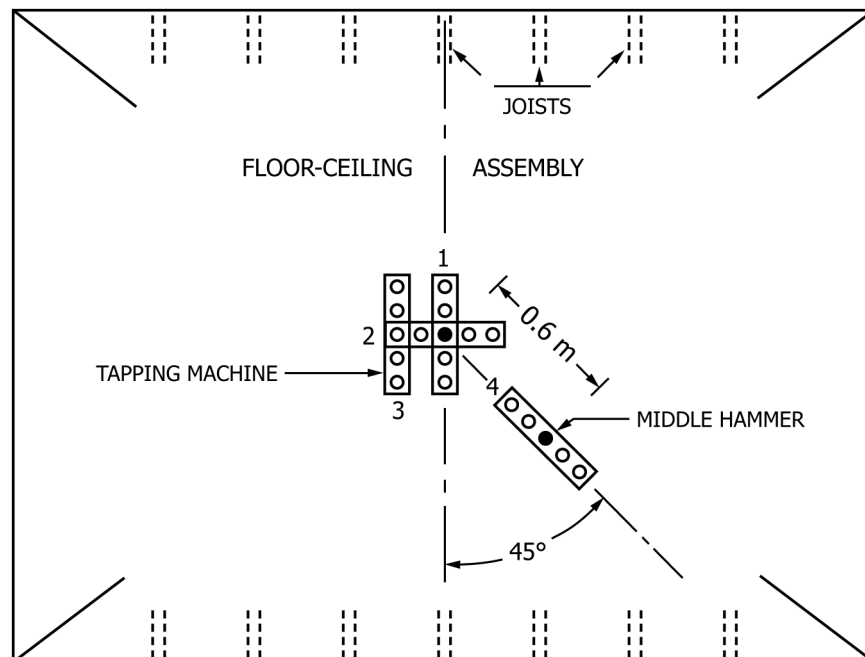 JOISTS
FLOOR-CEILING ASSEMBLY
1
2
0.6 m
TAPPING MACHINE
3
4
MIDDLE HAMMER
45°